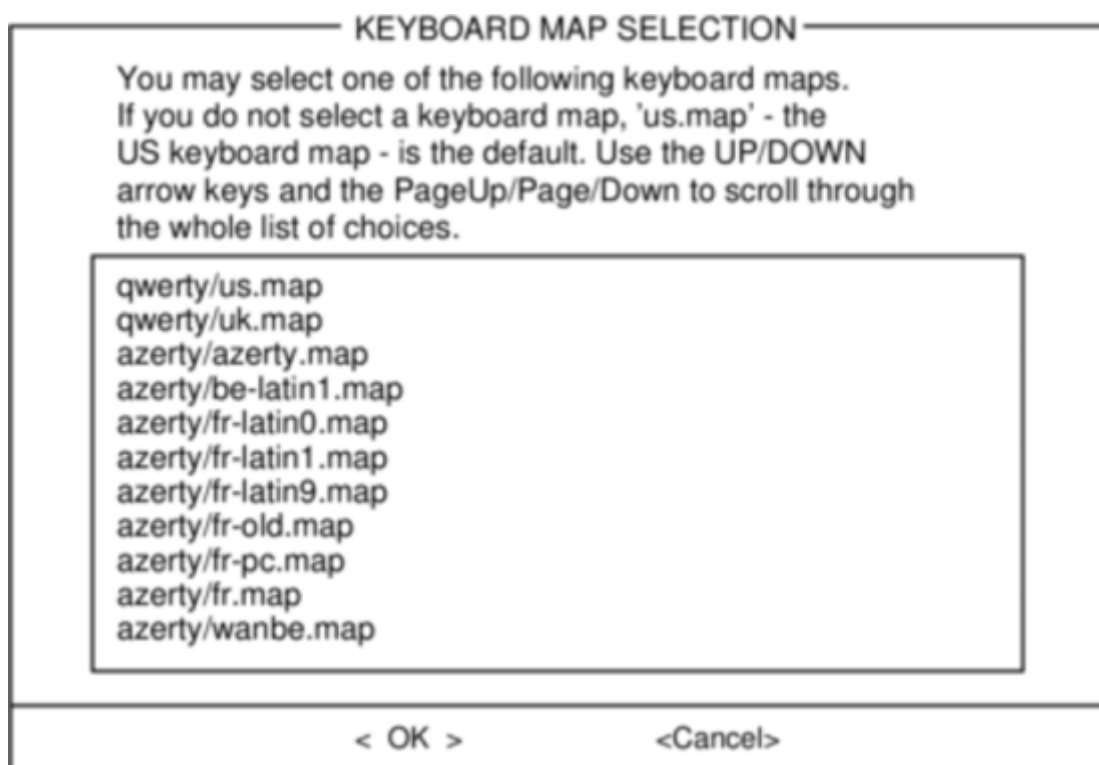 KEYBOARD MAP SELECTION
You may select one of the following keyboard maps.
If you do not select a keyboard map, 'us.map' - the
US keyboard map - is the default. Use the UP/DOWN
arrow keys and the PageUp/Page/Down to scroll through
the whole list of choices.
qwerty/us.map
qwerty/uk.map
azerty/azerty.map
azerty/be-latin1.map
azerty/fr-latin0.map
azerty/fr-latin1.map
azerty/fr-latin9.map
azerty/fr-old.map
azerty/fr-pc.map
azerty/fr.map
azerty/wanbe.map
< OK > <Cancel>